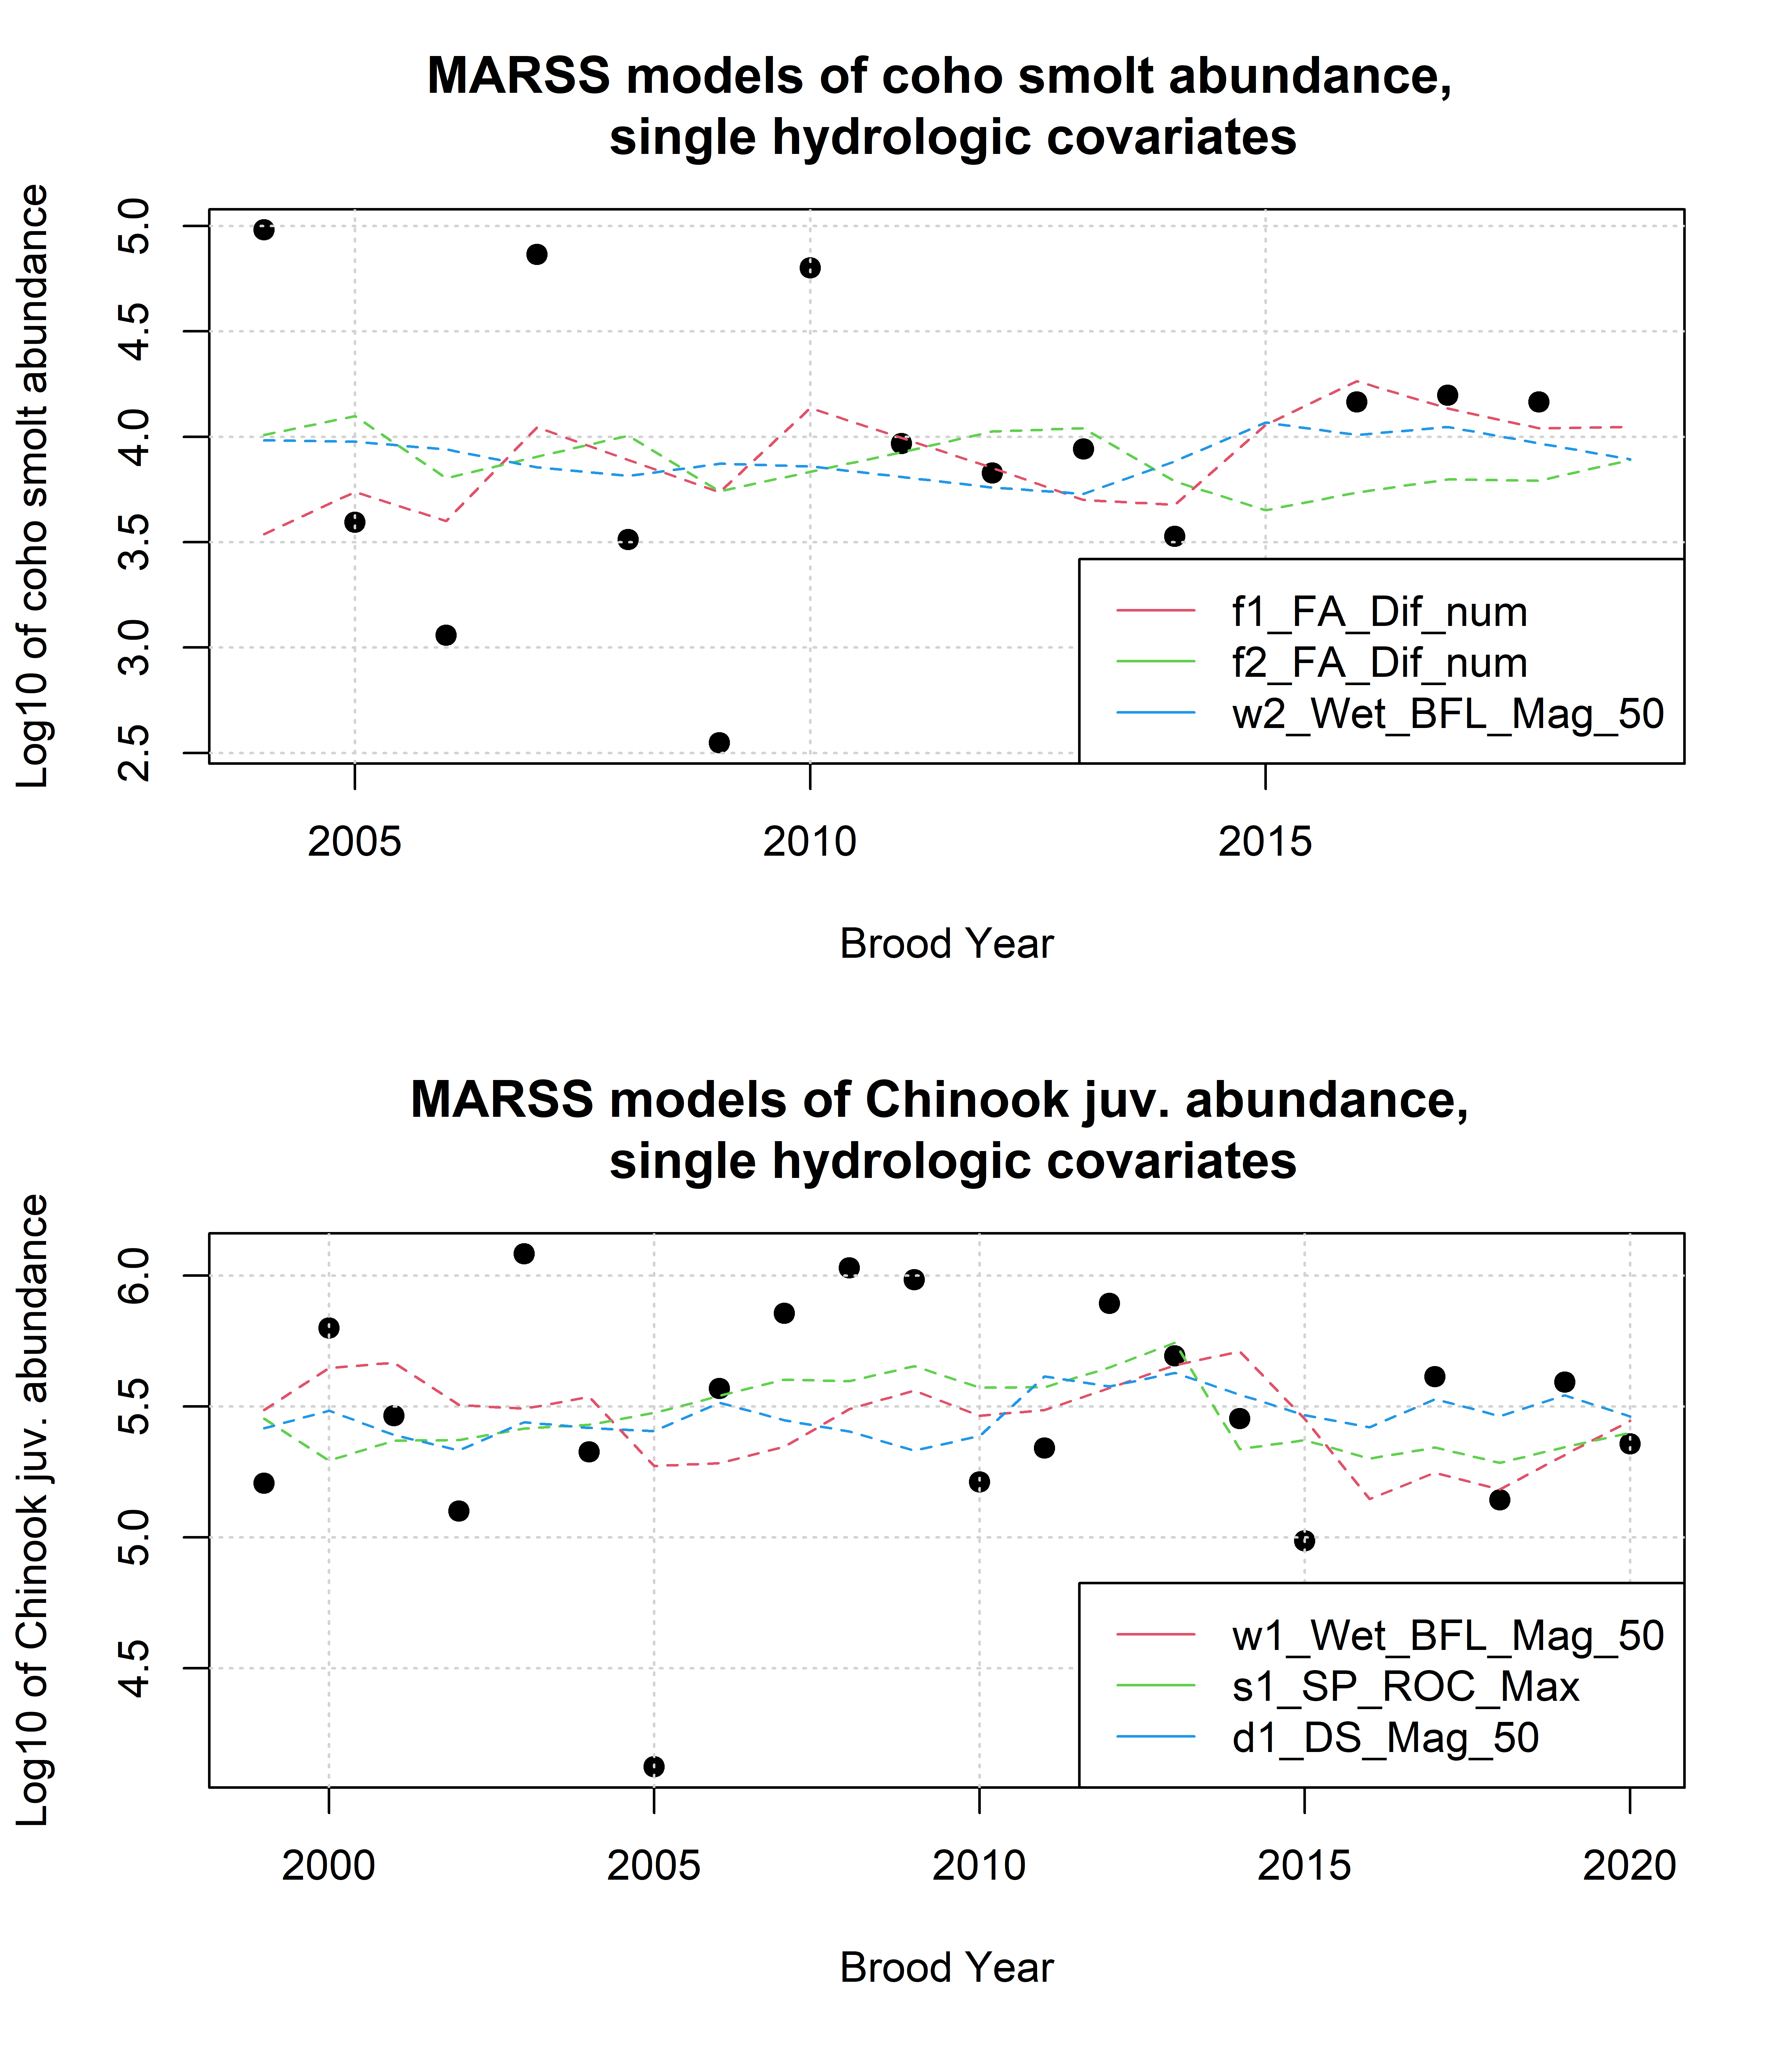 MARSS models of coho smolt abundance,
single hydrologic covariates
Log10 of coho smolt abundance
5.0
4.5
4.0
3.5
3.0
2.5
f1_FA_Dif_num
f2_FA_Dif_num
w2_Wet_BFL_Mag_50
2005 2010 2015
Brood Year
MARSS models of Chinook juv. abundance,
single hydrologic covariates
Log10 of Chinook juv. abundance
6.0
5.5
5.0
4.5
w1_Wet_BFL_Mag_50
s1_SP_ROC_Max
d1_DS_Mag_50
2000 2005 2010 2015 2020
Brood Year